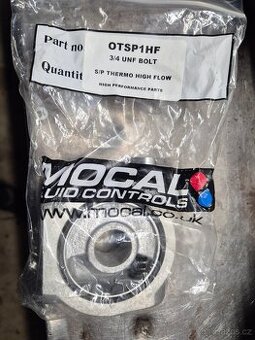 Part no OTSP1HF
3/4 UNF BOLT
Quantit
S/P THERMO HIGH FLOW
HIGH PERFORMANCE PARTS
MOCAL
LUID CONTROLS
www.mocal.co.uk